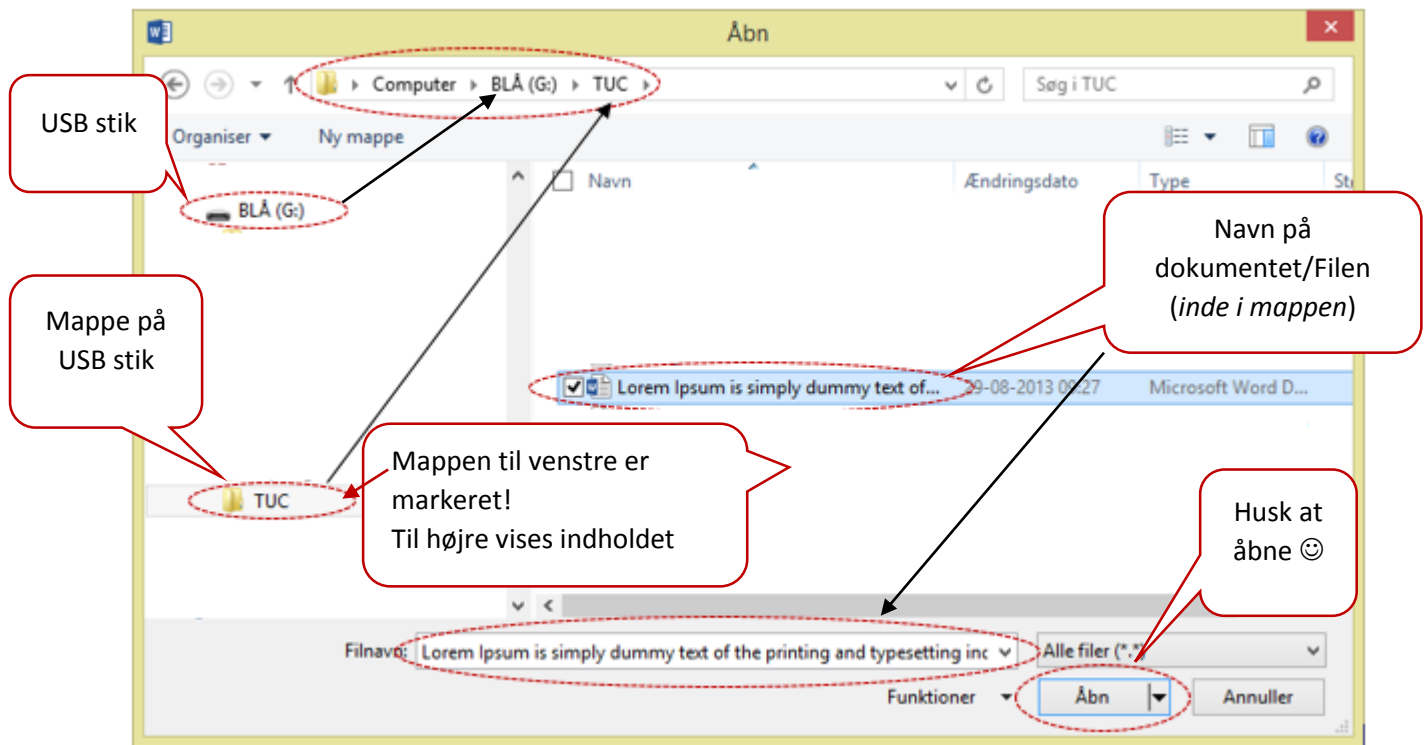 Åbn
Computer BLÅ (G:) TUC
Søg i TUC
USB stik
Organiser
Ny mappe
Navn
Ændringsdato
Type
BLÅ (G:)
Navn på
dokumentet/Filen
(inde i mappen)
Mappe på
USB stik
Lorem Ipsum is simply dummy text of...
29-08-2013 09:27
Microsoft Word D...
Mappen til venstre er
markeret!
Til højre vises indholdet
TUC
Husk at
åbne ☺
Filnavn:
Lorem Ipsum is simply dummy text of the printing and typesetting
Alle filer (*.*)
Funktioner
Åbn
Annuller